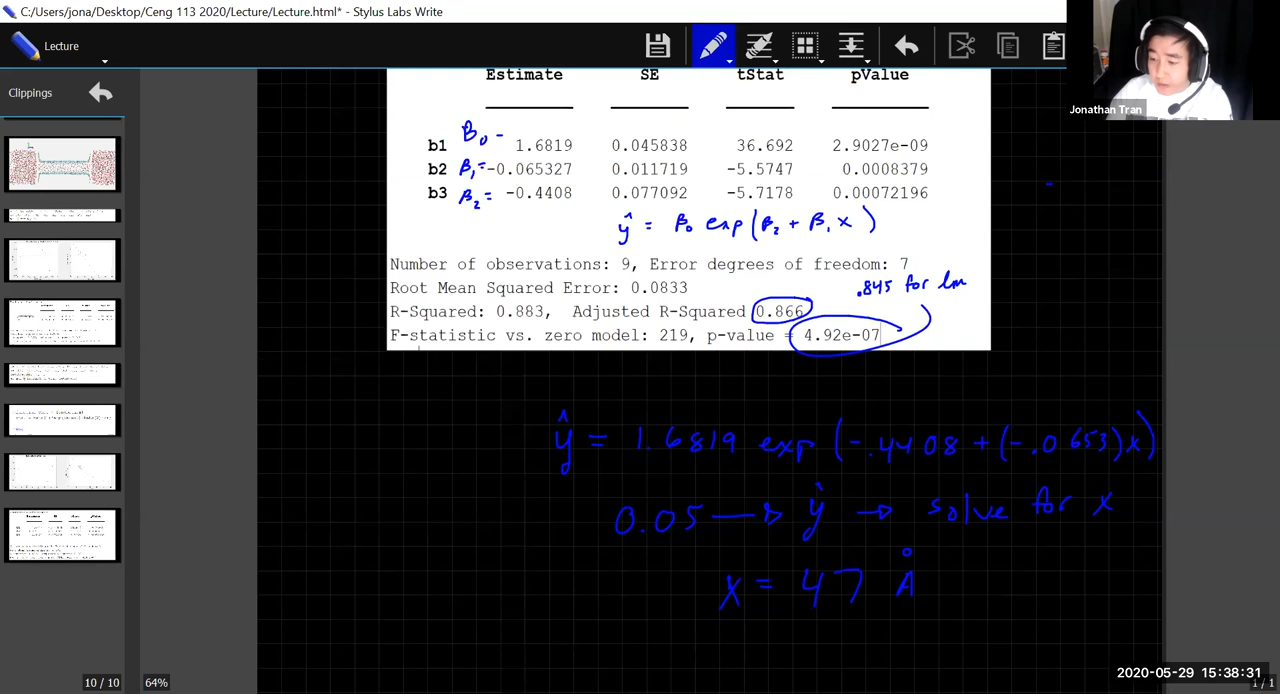 C:/Users/jona/Desktop/Ceng 113 2020/Lecture/Lecture.html* - Stylus Labs Write
Lecture
Clippings
Jonathan Tran
Estimate SE tStat pValue
b1 β₀ = 1.6819 0.045838 36.692 2.9027e-09
b2 β₁ = -0.065327 0.011719 -5.5747 0.0008379
b3 β₂ = -0.4408 0.077092 -5.7178 0.00072196
ŷ = β₀ exp(β₂ + β₁ x)
Number of observations: 9, Error degrees of freedom: 7
Root Mean Squared Error: 0.0833
.845 for lm
R-Squared: 0.883, Adjusted R-Squared 0.866
F-statistic vs. zero model: 219, p-value = 4.92e-07
ŷ = 1.6819 exp (-.4408 + (-.0653)x)
0.05 → ŷ → solve for x
x = 47 Å
10 / 10
64%
2020-05-29 15:38:31
1 / 1